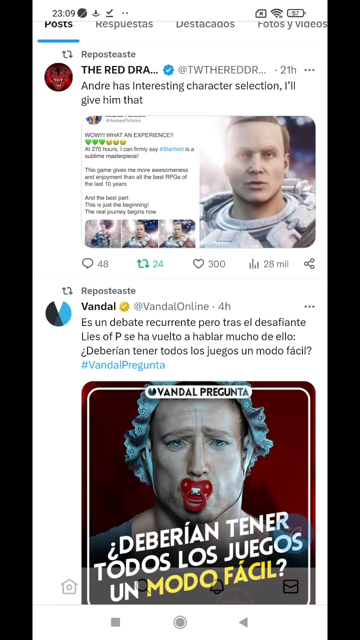 23:09
57
Posts Respuestas Destacados Fotos y vídeos
Reposteaste
THE RED DRA... @TWTHEREDDR... · 21h
Andre has Interesting character selection, I'll
give him that
WOW!!! WHAT AN EXPERIENCE!!
At 270 hours, I can firmly say #Starfield is a
sublime masterpiece!
This game gives me more awesomeness
and enjoyment than all the best RPGs of
the last 10 years
And the best part:
This is just the beginning!
The real journey begins now
48 24 300 28 mil
Reposteaste
Vandal @VandalOnline · 4h
Es un debate recurrente pero tras el desafiante
Lies of P se ha vuelto a hablar mucho de ello:
¿Deberían tener todos los juegos un modo fácil?
#VandalPregunta
VANDAL PREGUNTA
¿DEBERÍAN TENER
TODOS LOS JUEGOS
UN MODO FÁCIL?